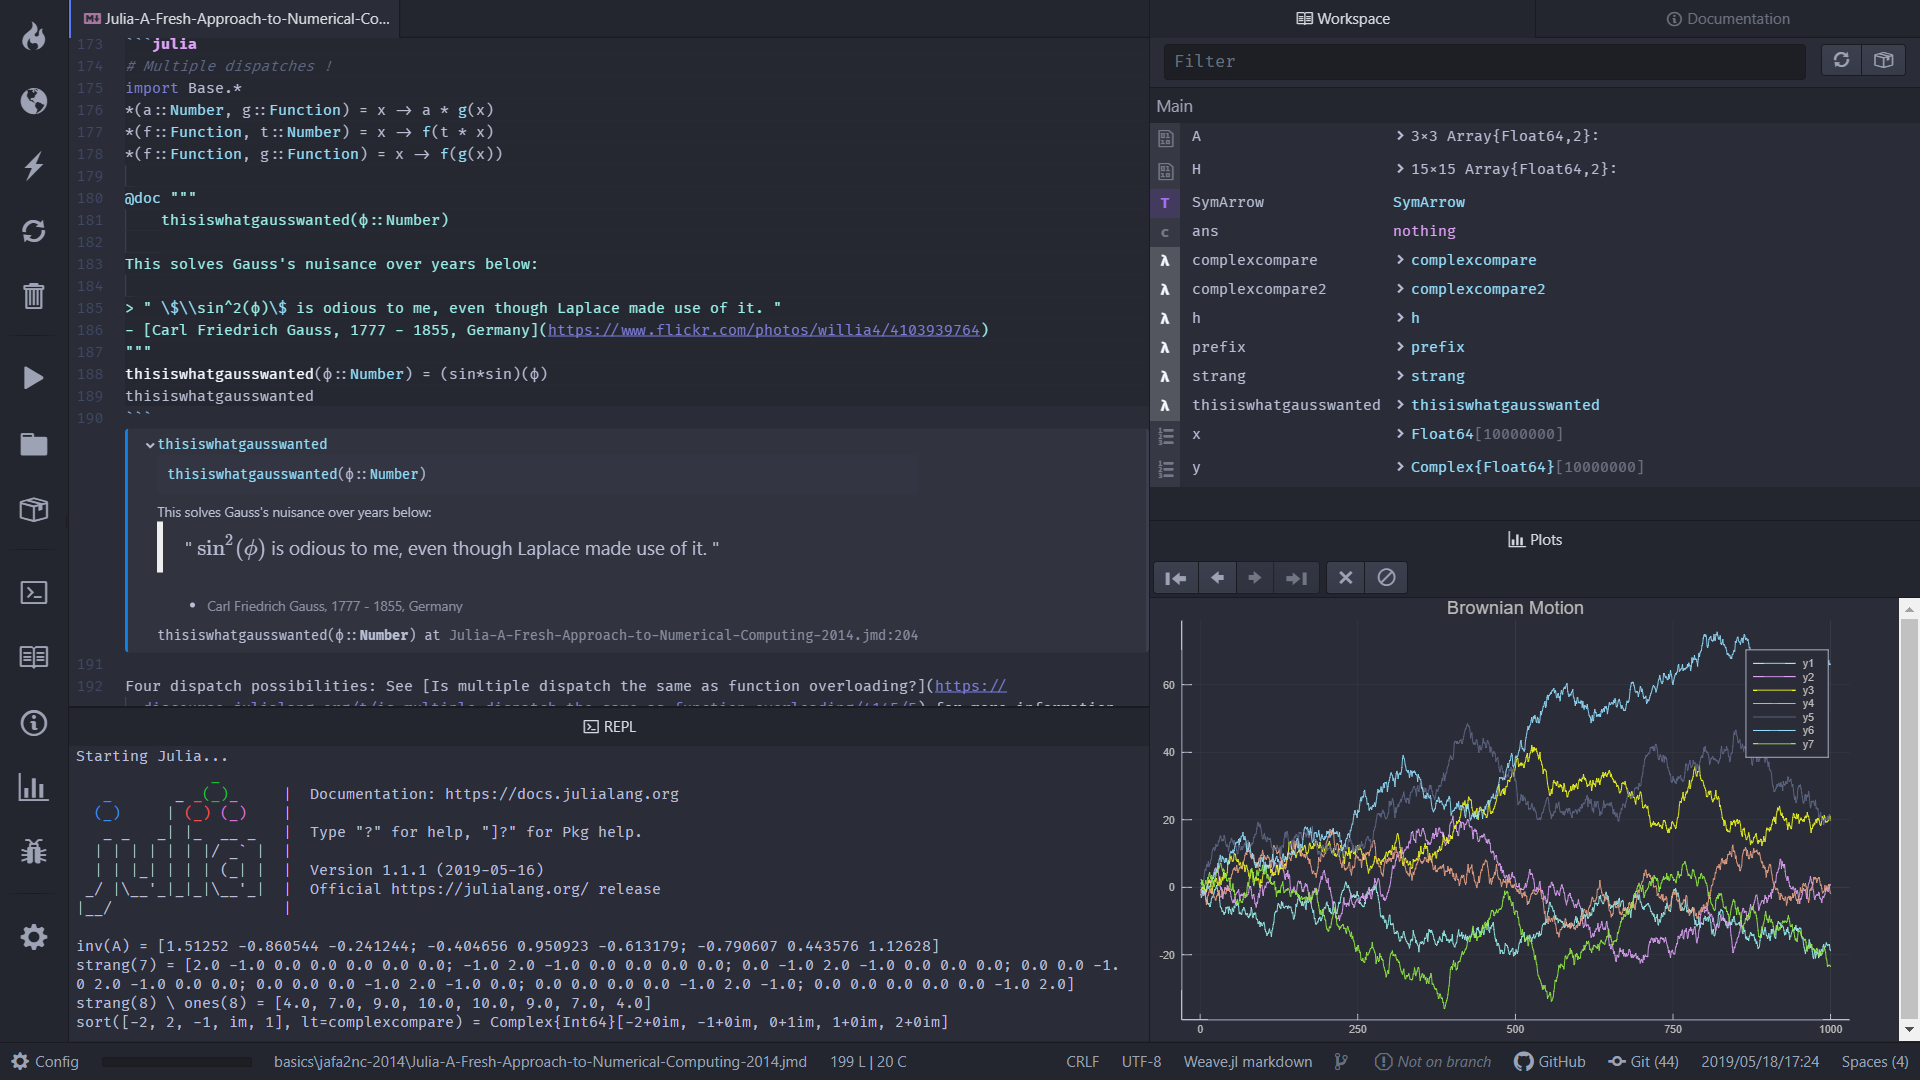 Julia-A-Fresh-Approach-to-Numerical-Co...
173 ```julia
174 # Multiple dispatches !
175 import Base.*
176 *(a::Number, g::Function) = x -> a * g(x)
177 *(f::Function, t::Number) = x -> f(t * x)
178 *(f::Function, g::Function) = x -> f(g(x))
179
180 @doc """
181 thisiswhatgausswanted(ϕ::Number)
182
183 This solves Gauss's nuisance over years below:
184
185 > " \$\\sin^2(ϕ)\$ is odious to me, even though Laplace made use of it. "
186 - [Carl Friedrich Gauss, 1777 - 1855, Germany](https://www.flickr.com/photos/willia4/4103939764)
187 """
188 thisiswhatgausswanted(ϕ::Number) = (sin*sin)(ϕ)
189 thisiswhatgausswanted
190 ```
thisiswhatgausswanted
thisiswhatgausswanted(ϕ::Number)
This solves Gauss's nuisance over years below:
" sin²(ϕ) is odious to me, even though Laplace made use of it. "
• Carl Friedrich Gauss, 1777 - 1855, Germany
thisiswhatgausswanted(ϕ::Number) at Julia-A-Fresh-Approach-to-Numerical-Computing-2014.jmd:204
191
192 Four dispatch possibilities: See [Is multiple dispatch the same as function overloading?](https://
discourse.julialang.org/t/is-multiple-dispatch-the-same-as-function-overloading/4145/5) for more information
REPL
Starting Julia...
| Documentation: https://docs.julialang.org
| Type "?" for help, "]?" for Pkg help.
| Version 1.1.1 (2019-05-16)
| Official https://julialang.org/ release
inv(A) = [1.51252 -0.860544 -0.241244; -0.404656 0.950923 -0.613179; -0.790607 0.443576 1.12628]
strang(7) = [2.0 -1.0 0.0 0.0 0.0 0.0 0.0; -1.0 2.0 -1.0 0.0 0.0 0.0 0.0; 0.0 -1.0 2.0 -1.0 0.0 0.0 0.0; 0.0 0.0 -1.
0 2.0 -1.0 0.0 0.0; 0.0 0.0 0.0 -1.0 2.0 -1.0 0.0; 0.0 0.0 0.0 0.0 -1.0 2.0 -1.0; 0.0 0.0 0.0 0.0 0.0 -1.0 2.0]
strang(8) \ ones(8) = [4.0, 7.0, 9.0, 10.0, 10.0, 9.0, 7.0, 4.0]
sort([-2, 2, -1, im, 1], lt=complexcompare) = Complex{Int64}[-2+0im, -1+0im, 0+1im, 1+0im, 2+0im]
Workspace
Documentation
Filter
Main
A > 3×3 Array{Float64,2}:
H > 15×15 Array{Float64,2}:
T SymArrow SymArrow
c ans nothing
λ complexcompare > complexcompare
λ complexcompare2 > complexcompare2
λ h > h
λ prefix > prefix
λ strang > strang
λ thisiswhatgausswanted > thisiswhatgausswanted
x > Float64[10000000]
y > Complex{Float64}[10000000]
Plots
Brownian Motion
y1
y2
y3
y4
y5
y6
y7
60
40
20
0
-20
0 250 500 750 1000
Config basics\jafa2nc-2014\Julia-A-Fresh-Approach-to-Numerical-Computing-2014.jmd 199 L | 20 C CRLF UTF-8 Weave.jl markdown Not on branch GitHub Git (44) 2019/05/18/17:24 Spaces (4)